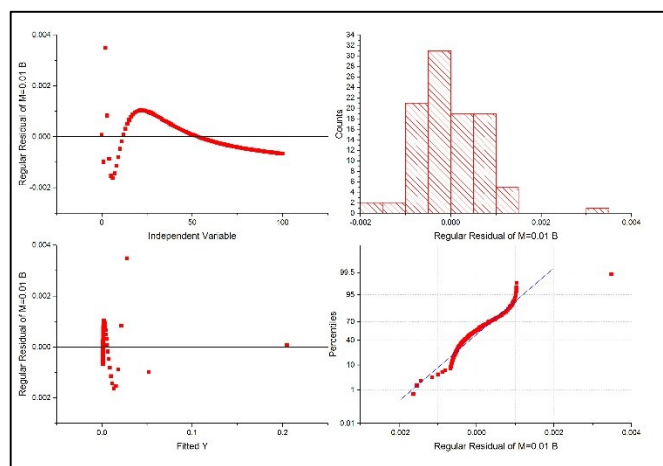 Regular Residual of M=0.01 B
0.004
0.002
0.000
-0.002
0 25 50 75 100
Independent Variable
Counts
34
32
30
28
26
24
22
20
18
16
14
12
10
8
6
4
2
0
-0.002 0.000 0.002 0.004
Regular Residual of M=0.01 B
Regular Residual of M=0.01 B
0.004
0.002
0.000
0.002
0.0 0.1 0.2
Fitted Y
Percentiles
99.5
95
70
40
10
1
0.01
0.002 0.000 0.002 0.004
Regular Residual of M=0.01 B